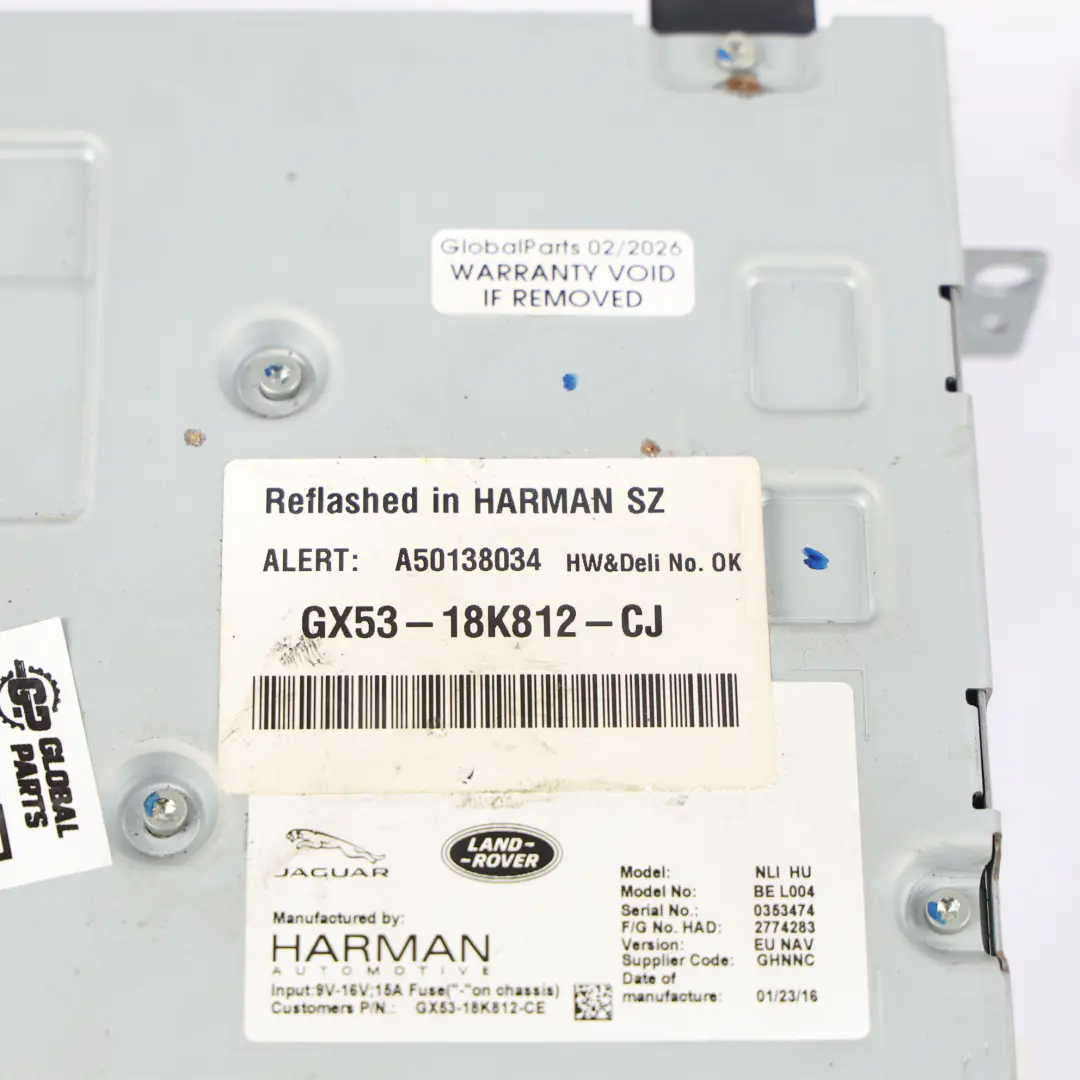 GlobalParts 02/2026
WARRANTY VOID
IF REMOVED
Reflashed in HARMAN SZ
ALERT: A50138034 HW&Deli No. OK
GX53-18K812-CJ
GLOBAL
PARTS
JAGUAR
LAND-
-ROVER
Manufactured by:
HARMAN
AUTOMOTIVE
Input:9V-16V;15A Fuse("-"on chassis)
Customers P/N.: GX53-18K812-CE
Model: NLI HU
Model No: BE L004
Serial No.: 0353474
F/G No. HAD: 2774283
Version: EU NAV
Supplier Code: GHNNC
Date of
manufacture: 01/23/16